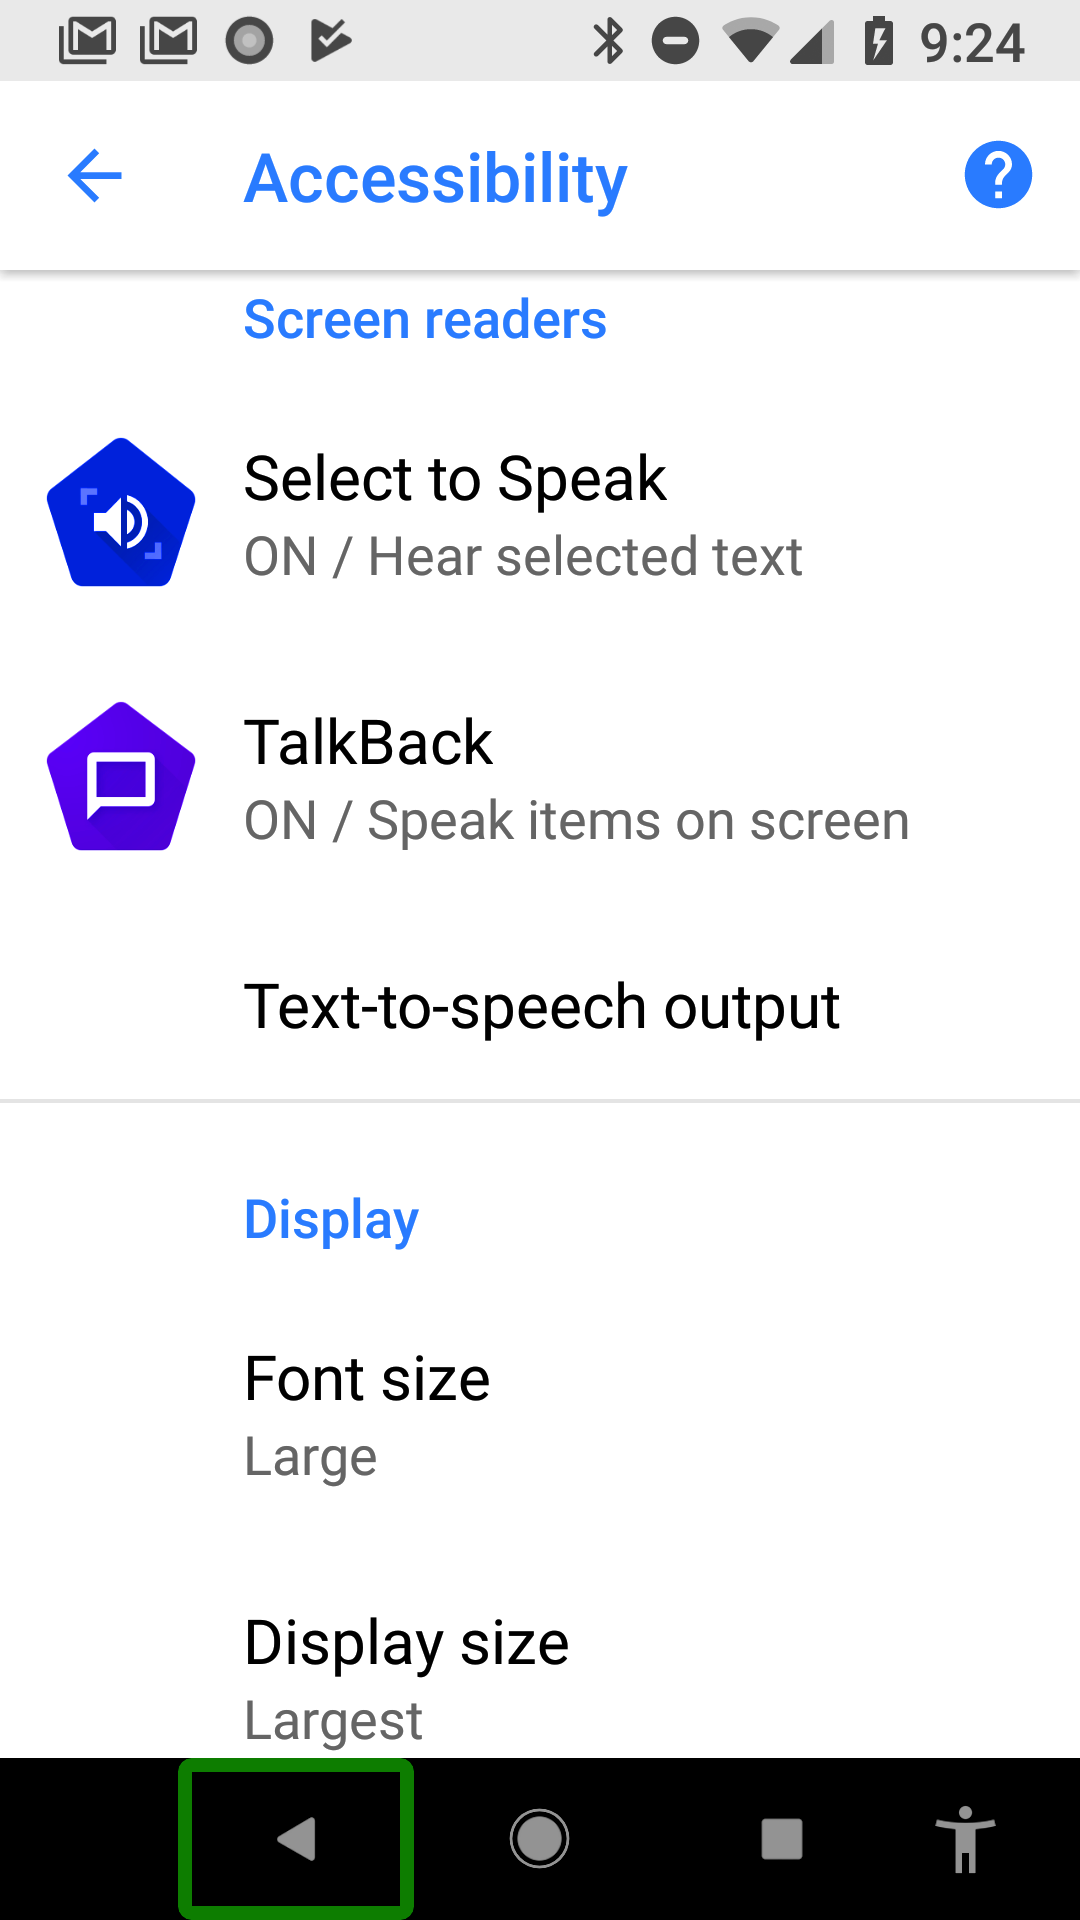 9:24
Accessibility
Screen readers
Select to Speak
ON / Hear selected text
TalkBack
ON / Speak items on screen
Text-to-speech output
Display
Font size
Large
Display size
Largest